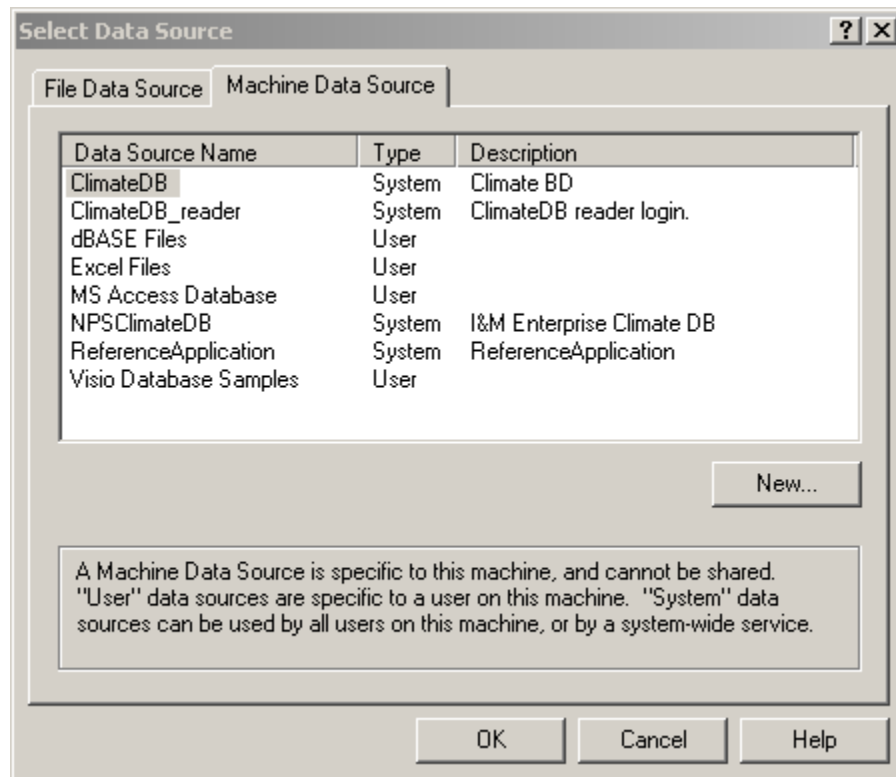 Select Data Source
File Data Source Machine Data Source
Data Source Name Type Description
ClimateDB System Climate BD
ClimateDB_reader System ClimateDB reader login.
dBASE Files User
Excel Files User
MS Access Database User
NPSClimateDB System I&M Enterprise Climate DB
ReferenceApplication System ReferenceApplication
Visio Database Samples User
New...
A Machine Data Source is specific to this machine, and cannot be shared.
"User" data sources are specific to a user on this machine. "System" data
sources can be used by all users on this machine, or by a system-wide service.
OK Cancel Help